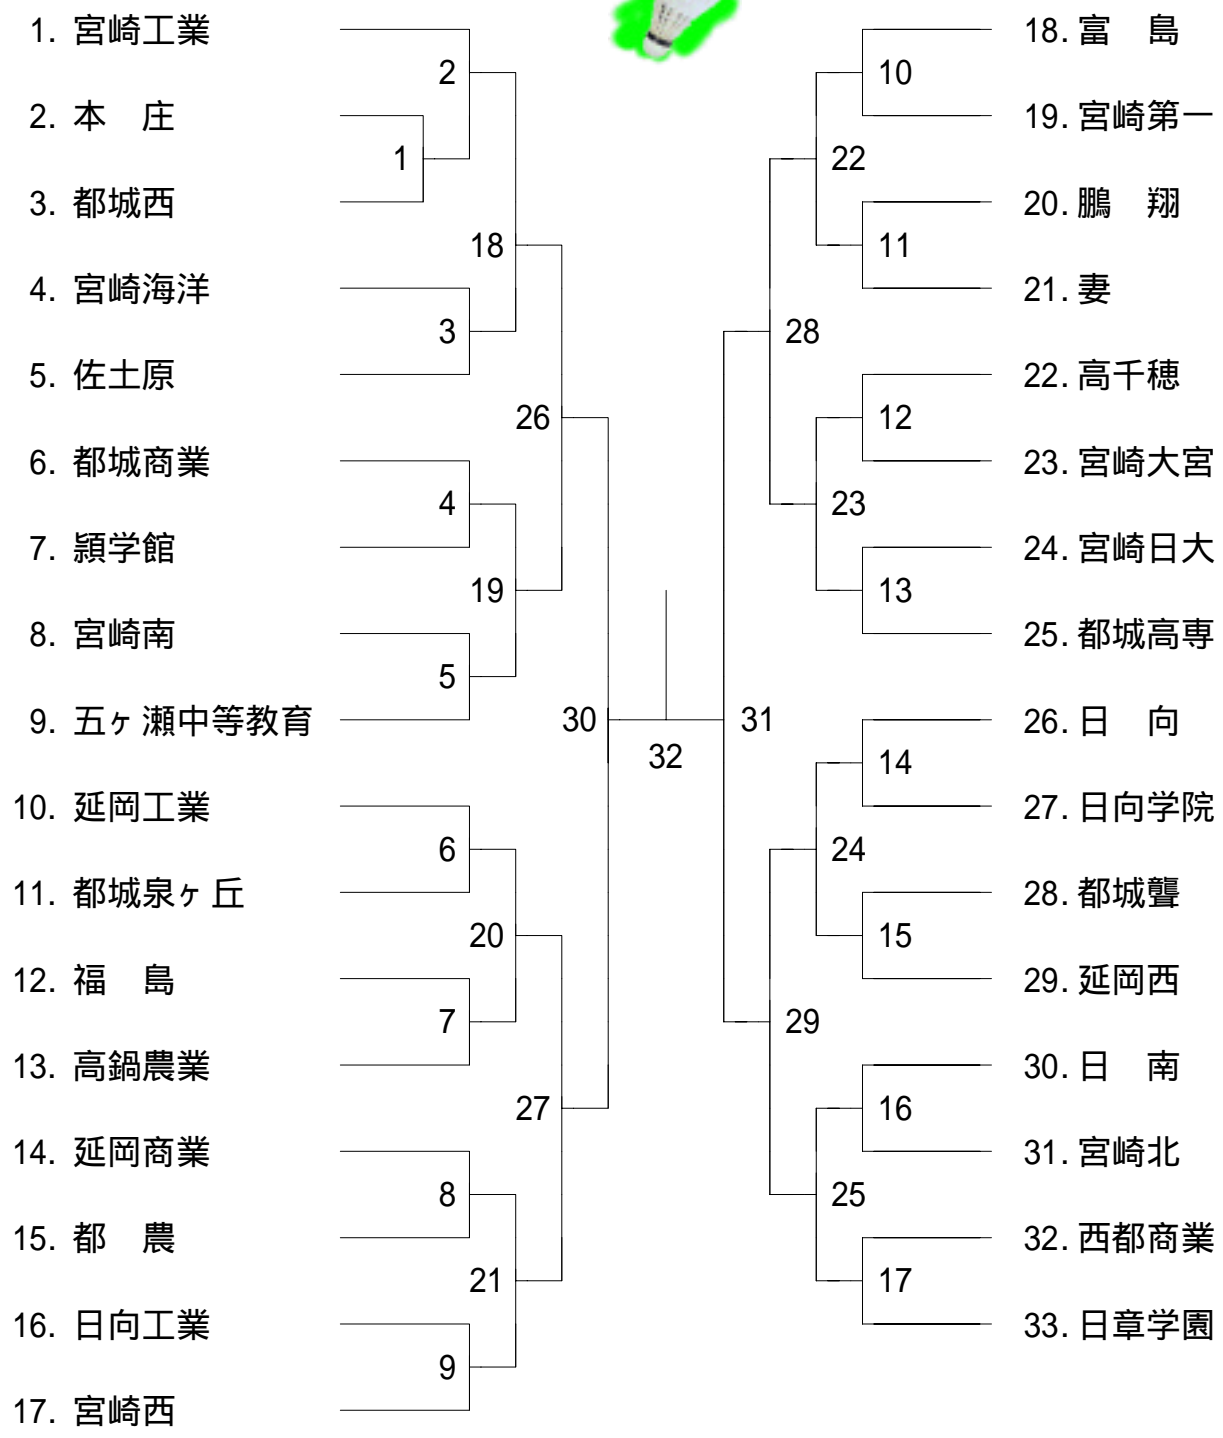 1. 宮崎工業
2. 本　庄
3. 都城西
4. 宮崎海洋
5. 佐土原
6. 都城商業
7. 頴学館
8. 宮崎南
9. 五ヶ瀬中等教育
10. 延岡工業
11. 都城泉ヶ丘
12. 福　島
13. 高鍋農業
14. 延岡商業
15. 都　農
16. 日向工業
17. 宮崎西
2
1
18
3
26
4
19
5
30
6
20
7
27
8
21
9
32
10
22
11
28
12
23
13
31
14
24
15
29
16
25
17
18. 富　島
19. 宮崎第一
20. 鵬　翔
21. 妻
22. 高千穂
23. 宮崎大宮
24. 宮崎日大
25. 都城高専
26. 日　向
27. 日向学院
28. 都城聾
29. 延岡西
30. 日　南
31. 宮崎北
32. 西都商業
33. 日章学園